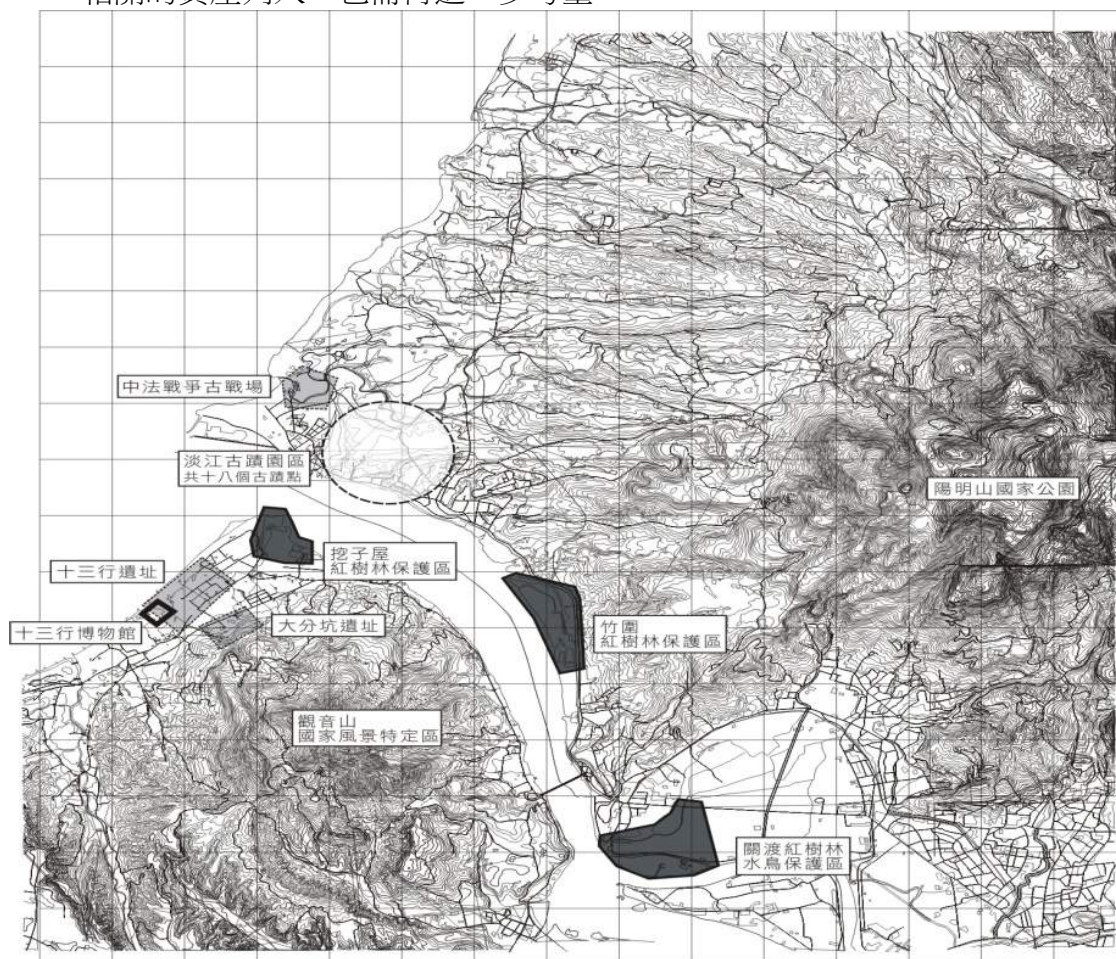 中法戰爭古戰場
淡江古蹟園區
共十八個古蹟點
陽明山國家公園
挖子尾
紅樹林保護區
十三行遺址
十三行博物館
大分坑遺址
竹圍
紅樹林保護區
觀音山
國家風景特定區
關渡紅樹林
水鳥保護區